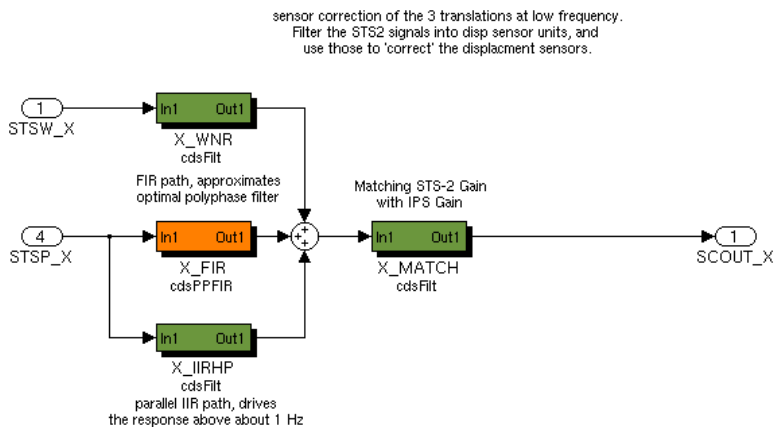 sensor correction of the 3 translations at low frequency.
Filter the STS2 signals into disp sensor units, and
use those to 'correct' the displacment sensors.
1
STSW_X
In1 Out1
X_WNR
cdsFilt
FIR path, approximates
optimal polyphase filter
4
STSP_X
In1 Out1
X_FIR
cdsPPFIR
+
+
+
Matching STS-2 Gain
with IPS Gain
In1 Out1
X_MATCH
cdsFilt
1
SCOUT_X
In1 Out1
X_IIRHP
cdsFilt
parallel IIR path, drives
the response above about 1 Hz